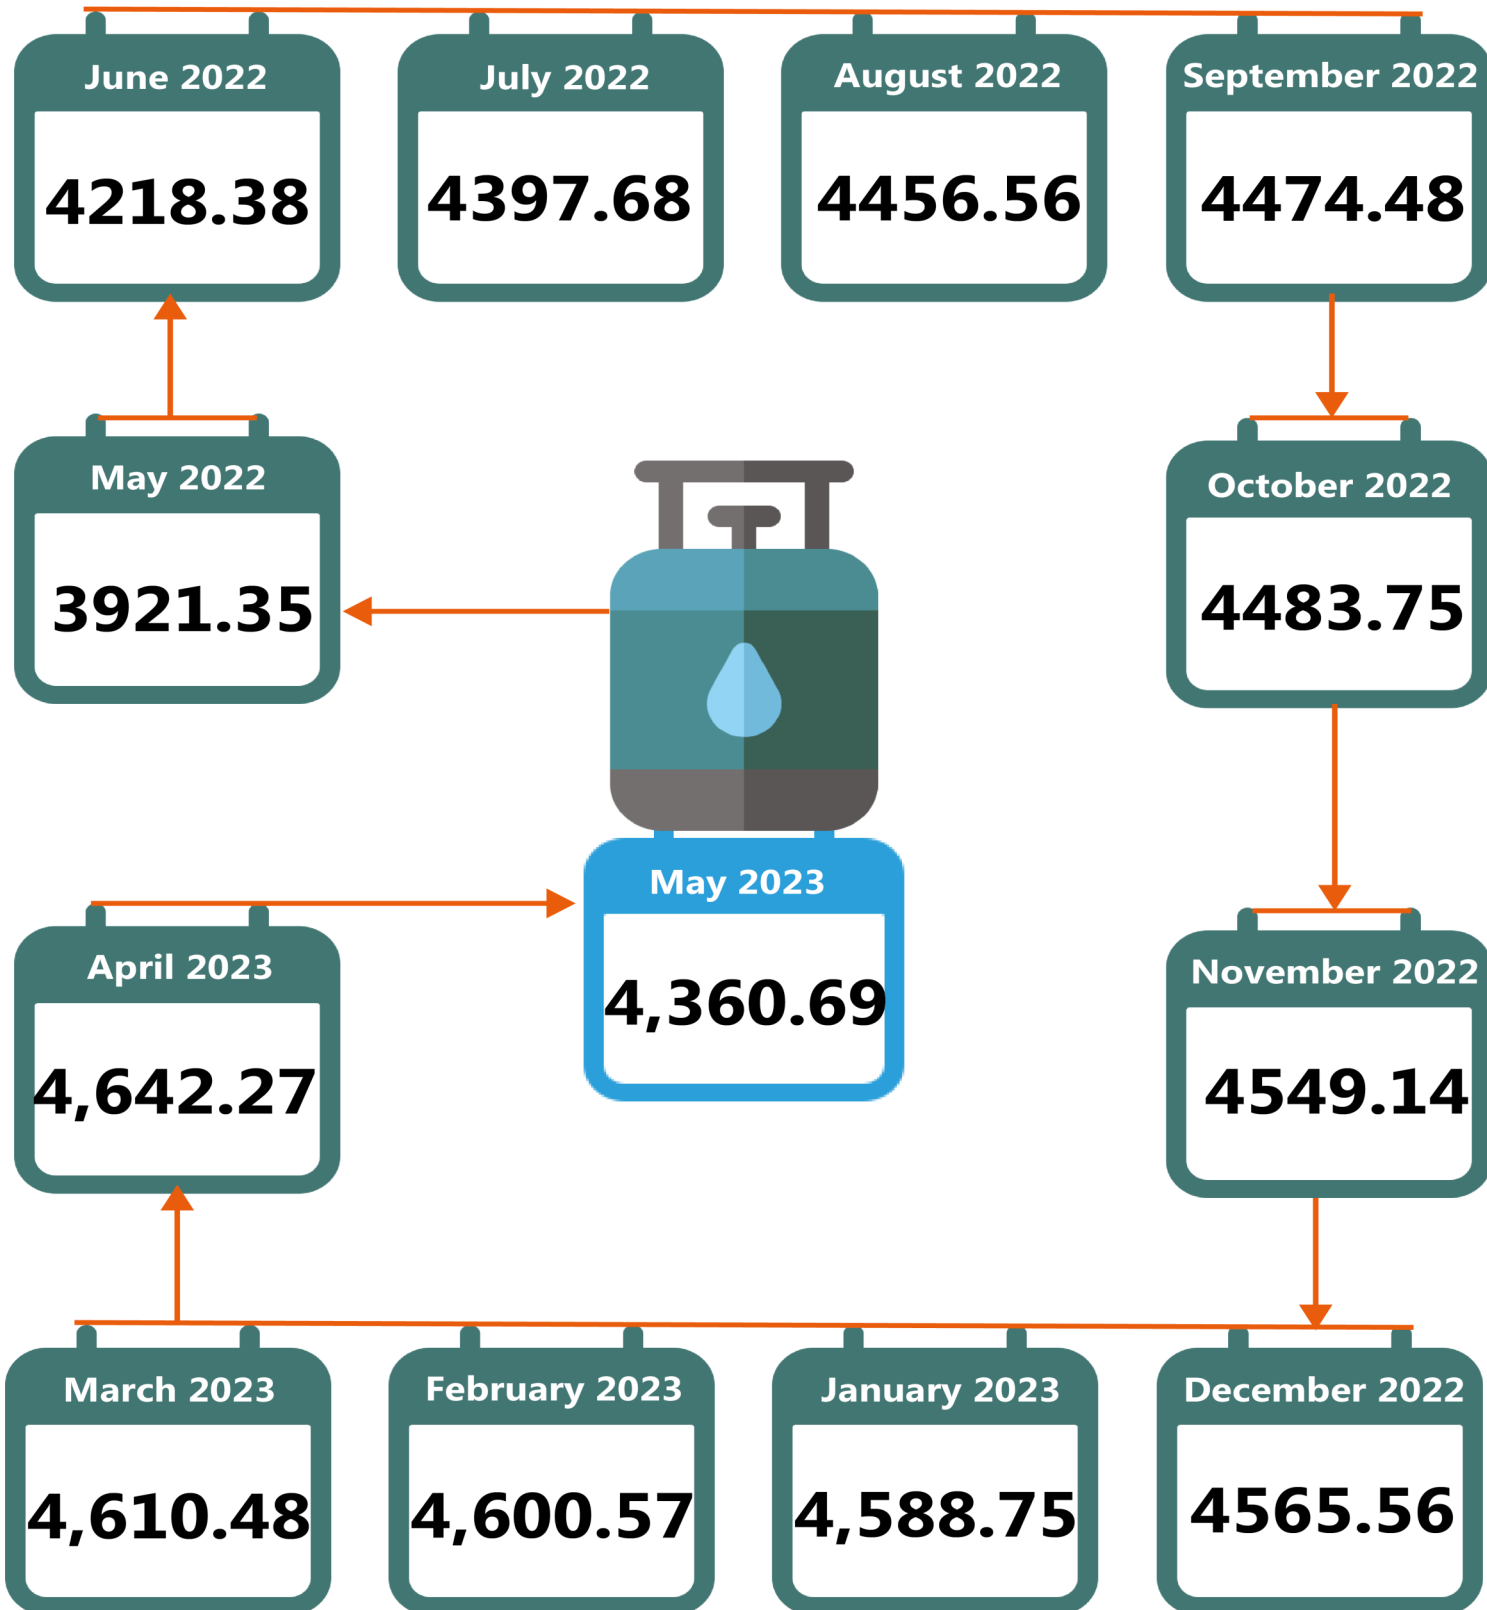 June 2022
4218.38
July 2022
4397.68
August 2022
4456.56
September 2022
4474.48
May 2022
3921.35
October 2022
4483.75
May 2023
4,360.69
April 2023
4,642.27
November 2022
4549.14
March 2023
4,610.48
February 2023
4,600.57
January 2023
4,588.75
December 2022
4565.56